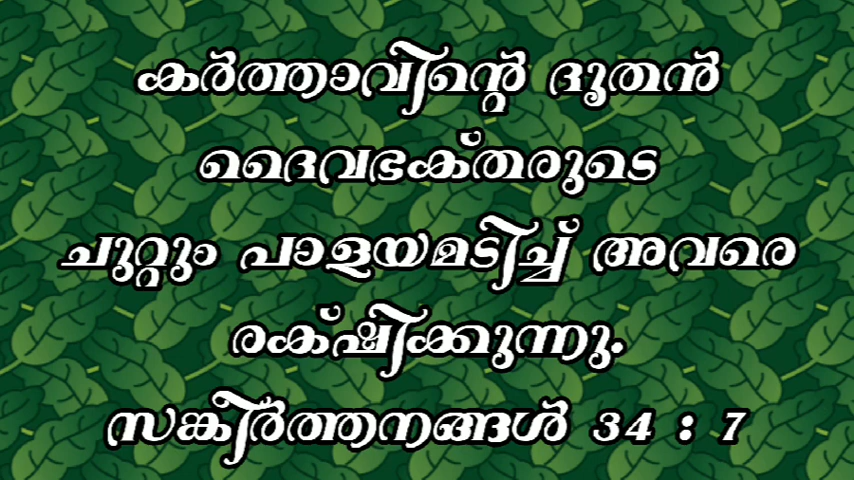 കർത്താവിന്റെ ദൂതൻ
ദൈവഭക്തരുടെ
ചുറ്റും പാളയമടിച്ച് അവരെ
രക്ഷിക്കുന്നു.
സങ്കീർത്തനങ്ങൾ 34 : 7